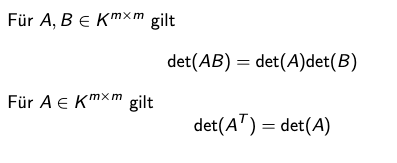 Für A, B ∈ K^{m×m} gilt
det(AB) = det(A)det(B)
Für A ∈ K^{m×m} gilt
det(A^T) = det(A)